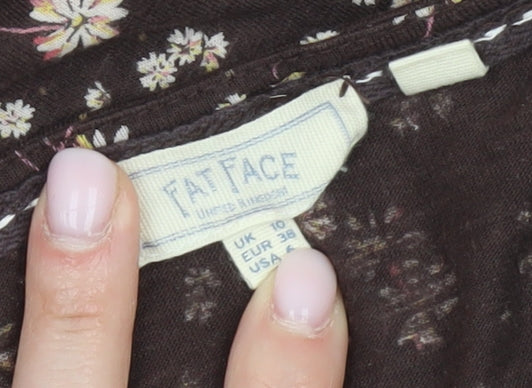 FAT FACE
UNITED KINGDOM
UK 10
EUR 38
USA 6